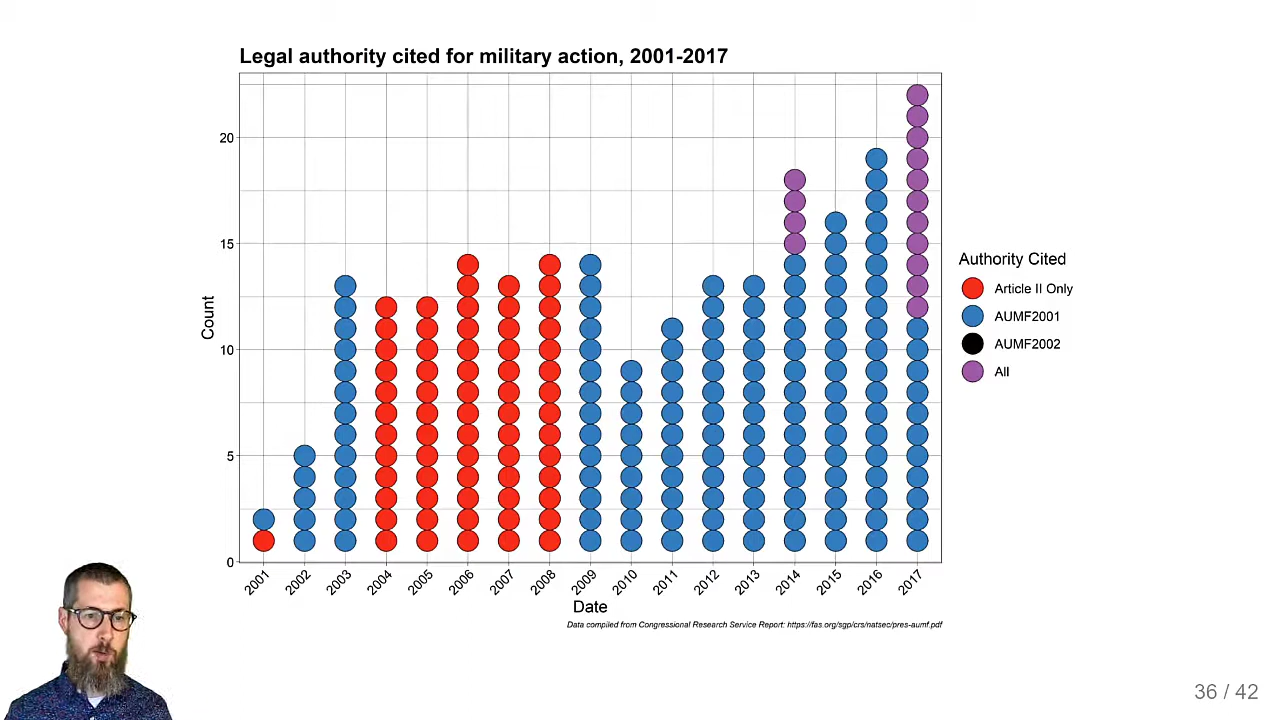 Legal authority cited for military action, 2001-2017
20
15
10
5
0
Count
2001 2002 2003 2004 2005 2006 2007 2008 2009 2010 2011 2012 2013 2014 2015 2016 2017
Date
Data compiled from Congressional Research Service Report: https://fas.org/sgp/crs/natsec/pres-aumf.pdf
Authority Cited
Article II Only
AUMF2001
AUMF2002
All
36 / 42